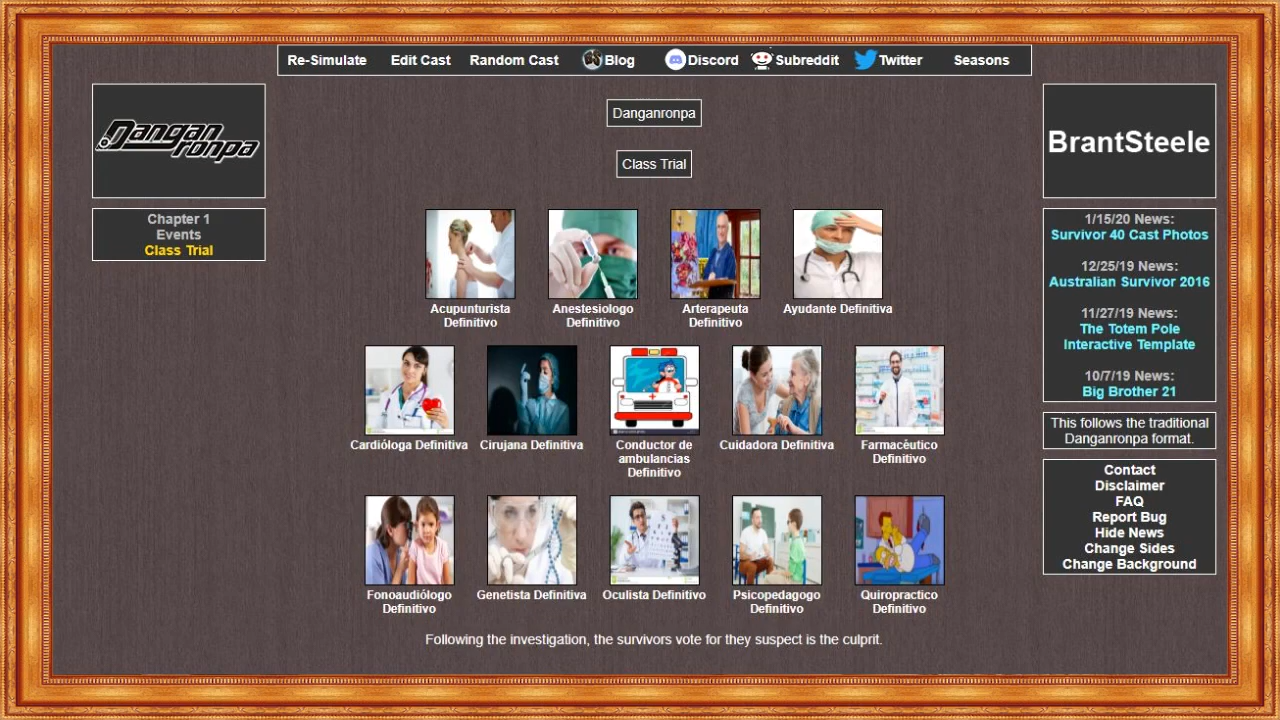 Re-Simulate Edit Cast Random Cast Blog Discord Subreddit Twitter Seasons
Dangan
ronpa
Chapter 1
Events
Class Trial
Danganronpa
Class Trial
Acupunturista
Definitivo
Anestesiologo
Definitivo
Arterapeuta
Definitivo
Ayudante Definitiva
Cardióloga Definitiva
Cirujana Definitiva
Conductor de
ambulancias
Definitivo
Cuidadora Definitiva
Farmacéutico
Definitivo
Fonoaudiólogo
Definitivo
Genetista Definitiva
Oculista Definitivo
Psicopedagogo
Definitivo
Quiropractico
Definitivo
Following the investigation, the survivors vote for they suspect is the culprit.
BrantSteele
1/15/20 News:
Survivor 40 Cast Photos
12/25/19 News:
Australian Survivor 2016
11/27/19 News:
The Totem Pole
Interactive Template
10/7/19 News:
Big Brother 21
This follows the traditional
Danganronpa format.
Contact
Disclaimer
FAQ
Report Bug
Hide News
Change Sides
Change Background